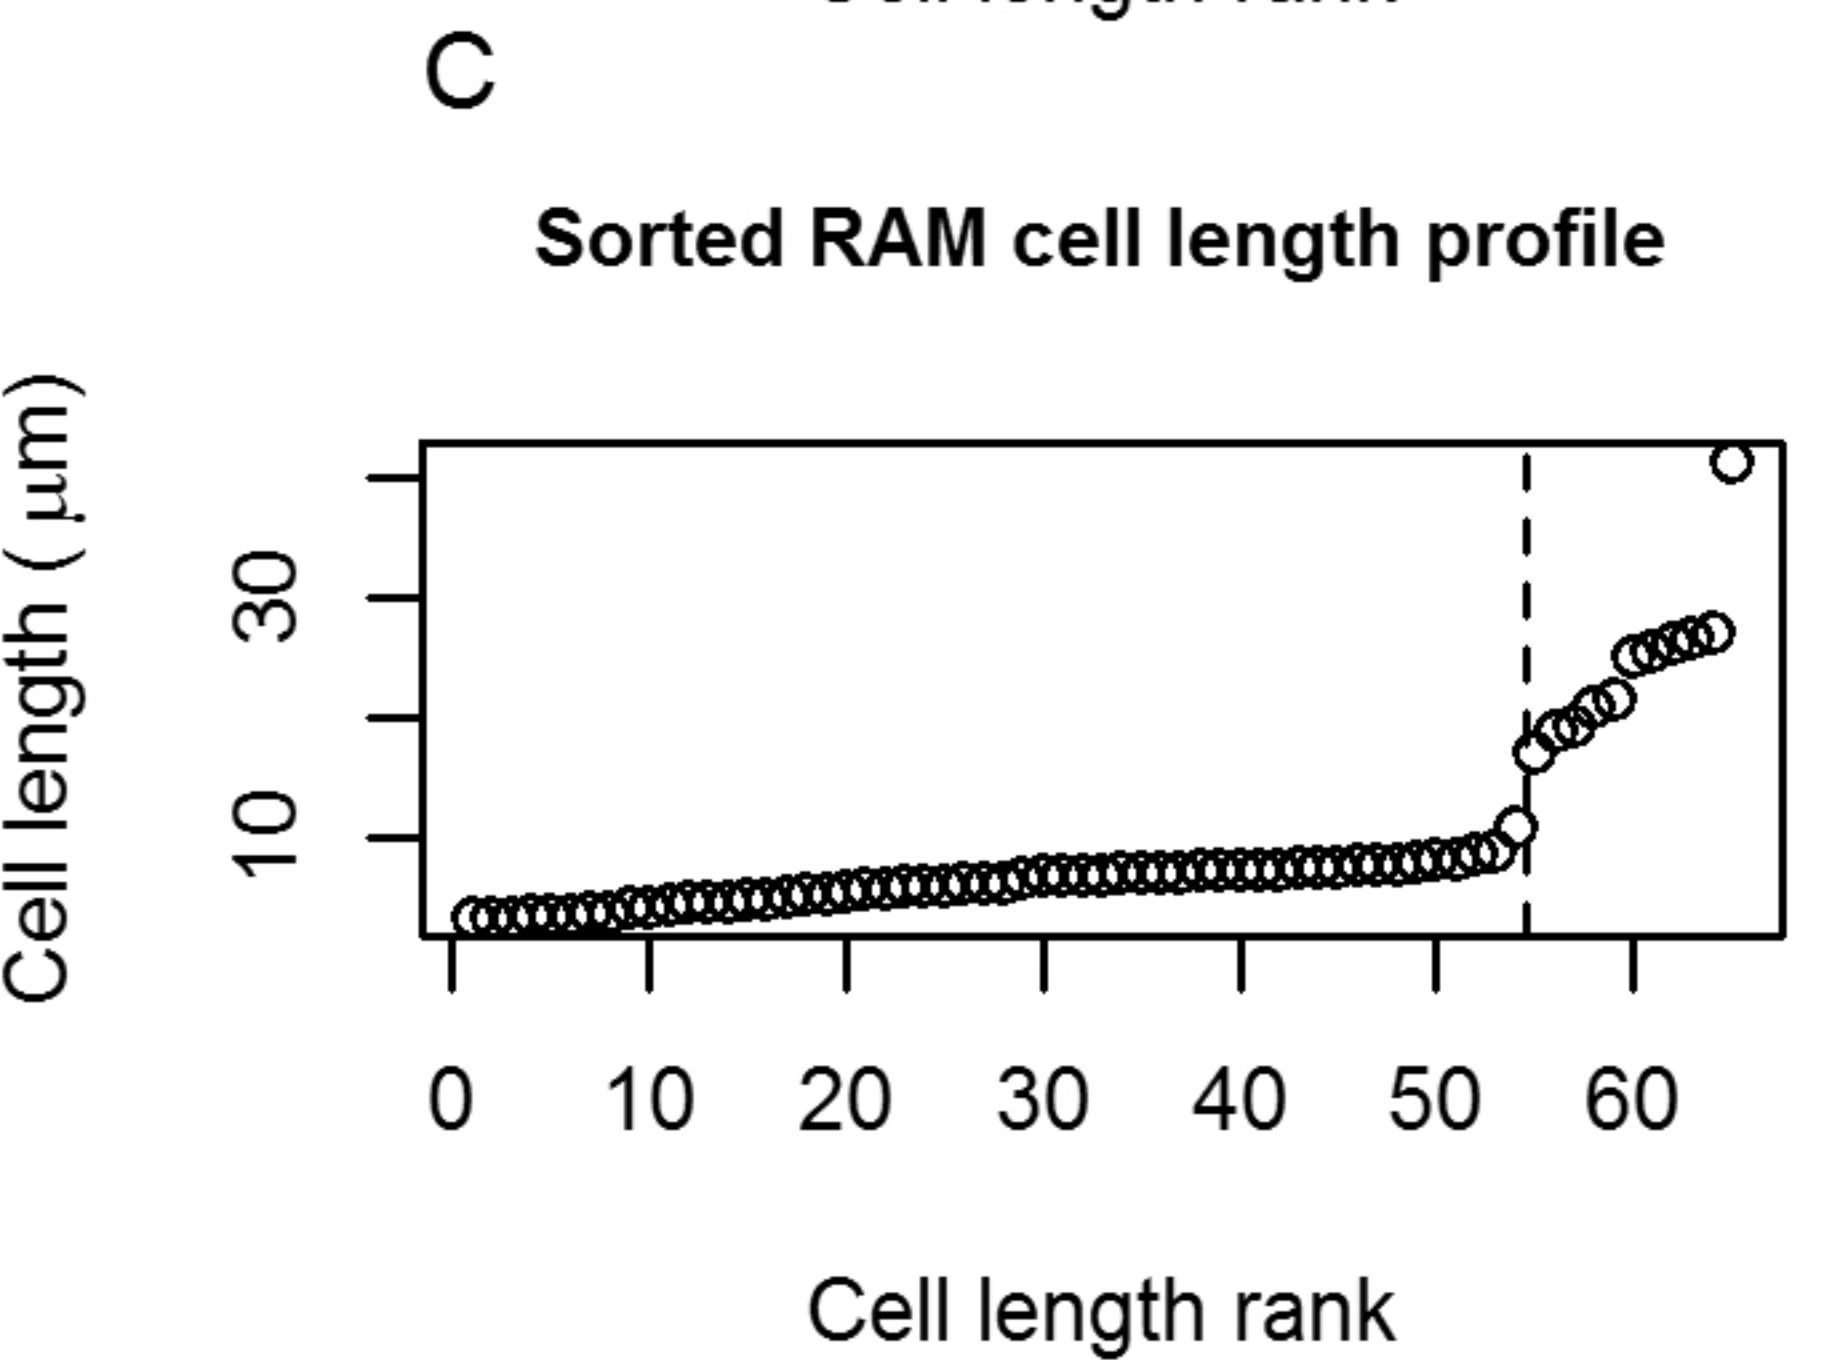 C
Sorted RAM cell length profile
Cell length ( μm)
30
10
0 10 20 30 40 50 60
Cell length rank